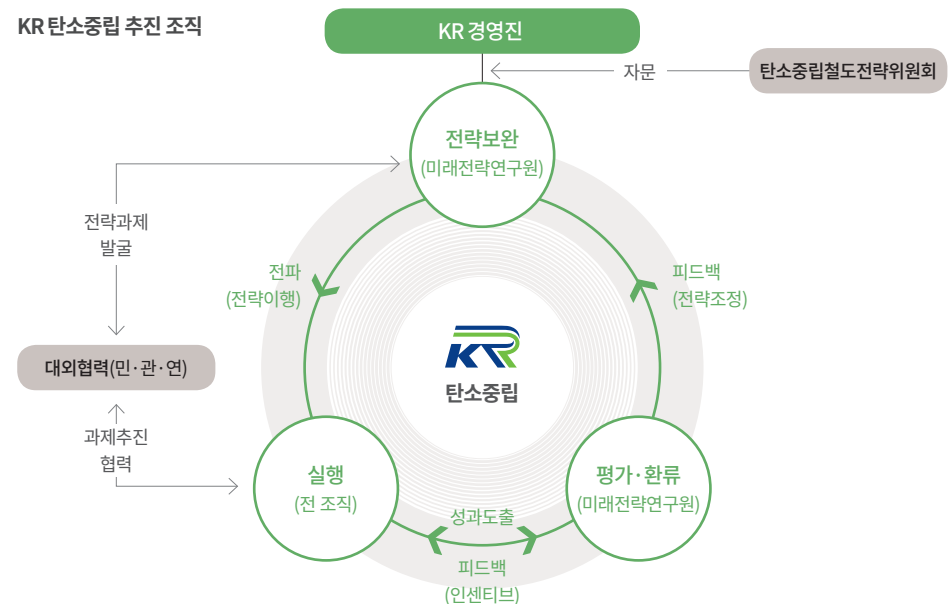 KR 탄소중립 추진 조직
KR 경영진
자문
탄소중립철도전략위원회
전략보완
(미래전략연구원)
전략과제
발굴
전파
(전략이행)
피드백
(전략조정)
KR
탄소중립
대외협력(민·관·연)
과제추진
협력
실행
(전 조직)
평가·환류
(미래전략연구원)
성과도출
피드백
(인센티브)